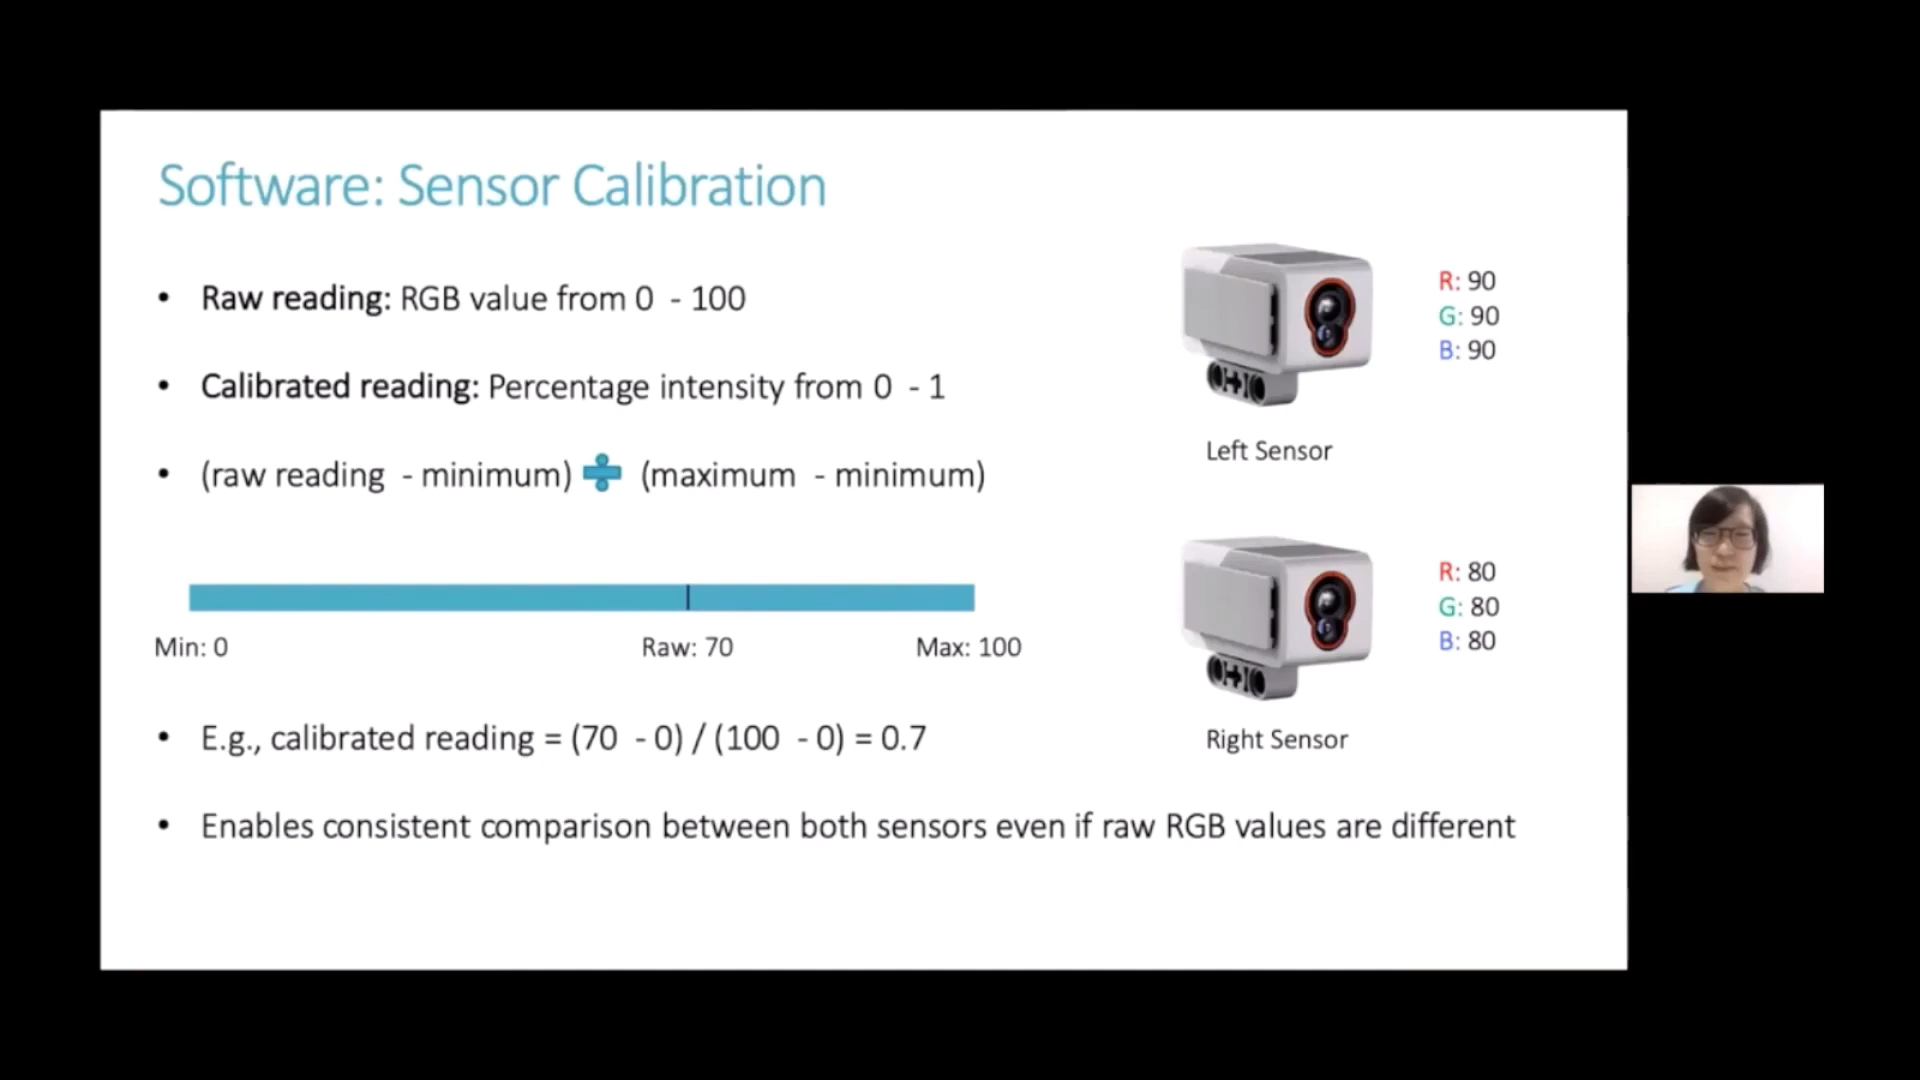 Software: Sensor Calibration
• Raw reading: RGB value from 0 - 100
• Calibrated reading: Percentage intensity from 0 - 1
• (raw reading - minimum) ÷ (maximum - minimum)
Min: 0 Raw: 70 Max: 100
• E.g., calibrated reading = (70 - 0) / (100 - 0) = 0.7
• Enables consistent comparison between both sensors even if raw RGB values are different
R: 90
G: 90
B: 90
Left Sensor
R: 80
G: 80
B: 80
Right Sensor